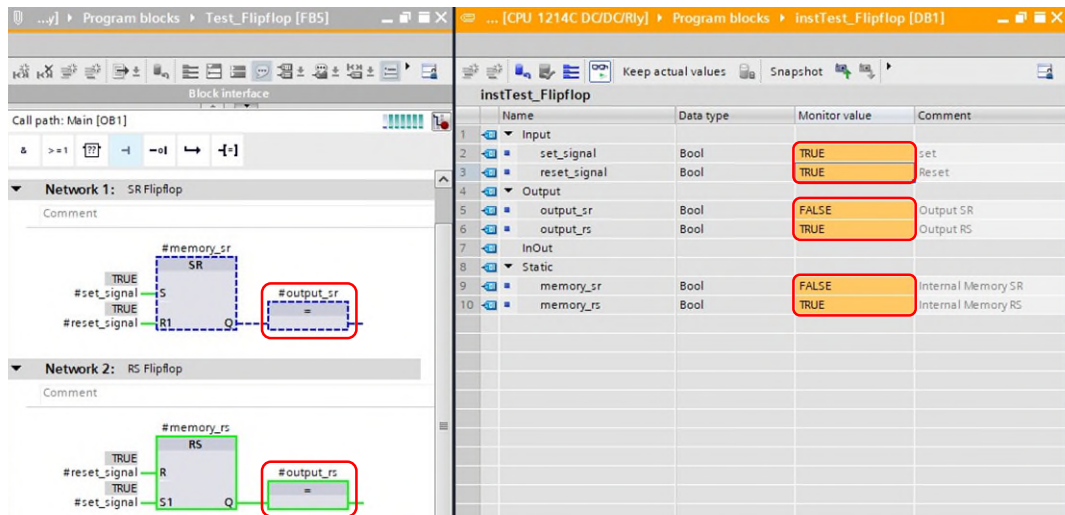 ...y] ▸ Program blocks ▸ Test_Flipflop [FB5]
Block interface
Call path: Main [OB1]
& >=1 ?? ⊣ -o| ↦ -[=]
Network 1: SR Flipflop
Comment
#memory_sr
SR
TRUE
#set_signal S
#output_sr
TRUE
=
#reset_signal R1 Q
Network 2: RS Flipflop
Comment
#memory_rs
RS
TRUE
#reset_signal R
#output_rs
TRUE
=
#set_signal S1 Q
... [CPU 1214C DC/DC/Rly] ▸ Program blocks ▸ instTest_Flipflop [DB1]
Keep actual values Snapshot
instTest_Flipflop
Name Data type Monitor value Comment
1 Input
2 set_signal Bool TRUE set
3 reset_signal Bool TRUE Reset
4 Output
5 output_sr Bool FALSE Output SR
6 output_rs Bool TRUE Output RS
7 InOut
8 Static
9 memory_sr Bool FALSE Internal Memory SR
10 memory_rs Bool TRUE Internal Memory RS